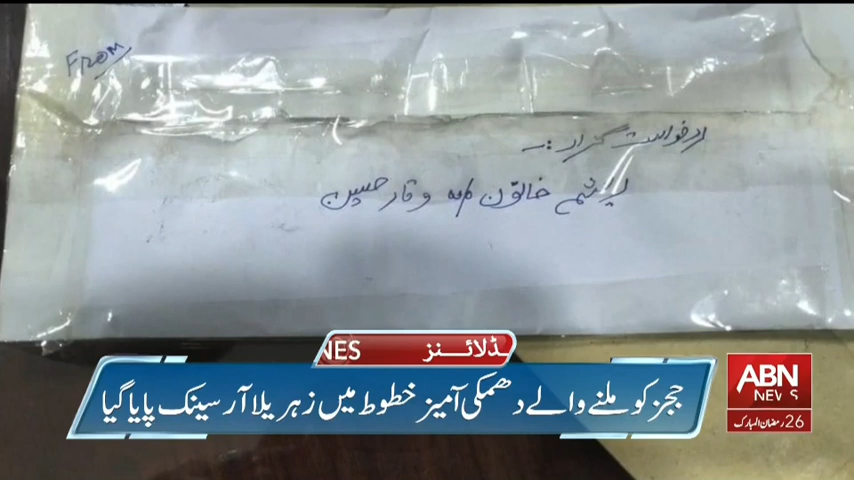 FROM
درخواست گزار :-
ریشم خاتون w/o وقار حسین
NES
ڈلائنز
ججز کو ملنے والے دھمکی آمیز خطوط میں زہریلا آرسینک پایا گیا
ABN
NEWS
26 رمضان المبارک